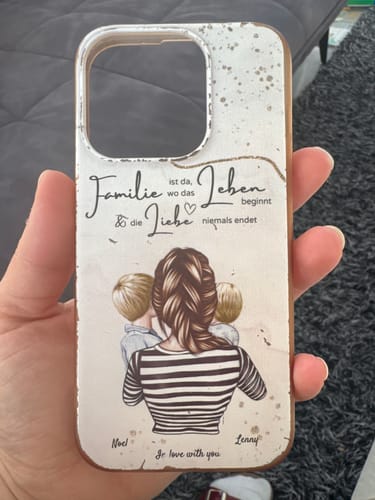 Familie ist da, wo das Leben beginnt
& die Liebe niemals endet
Noel Lenny
In love with you